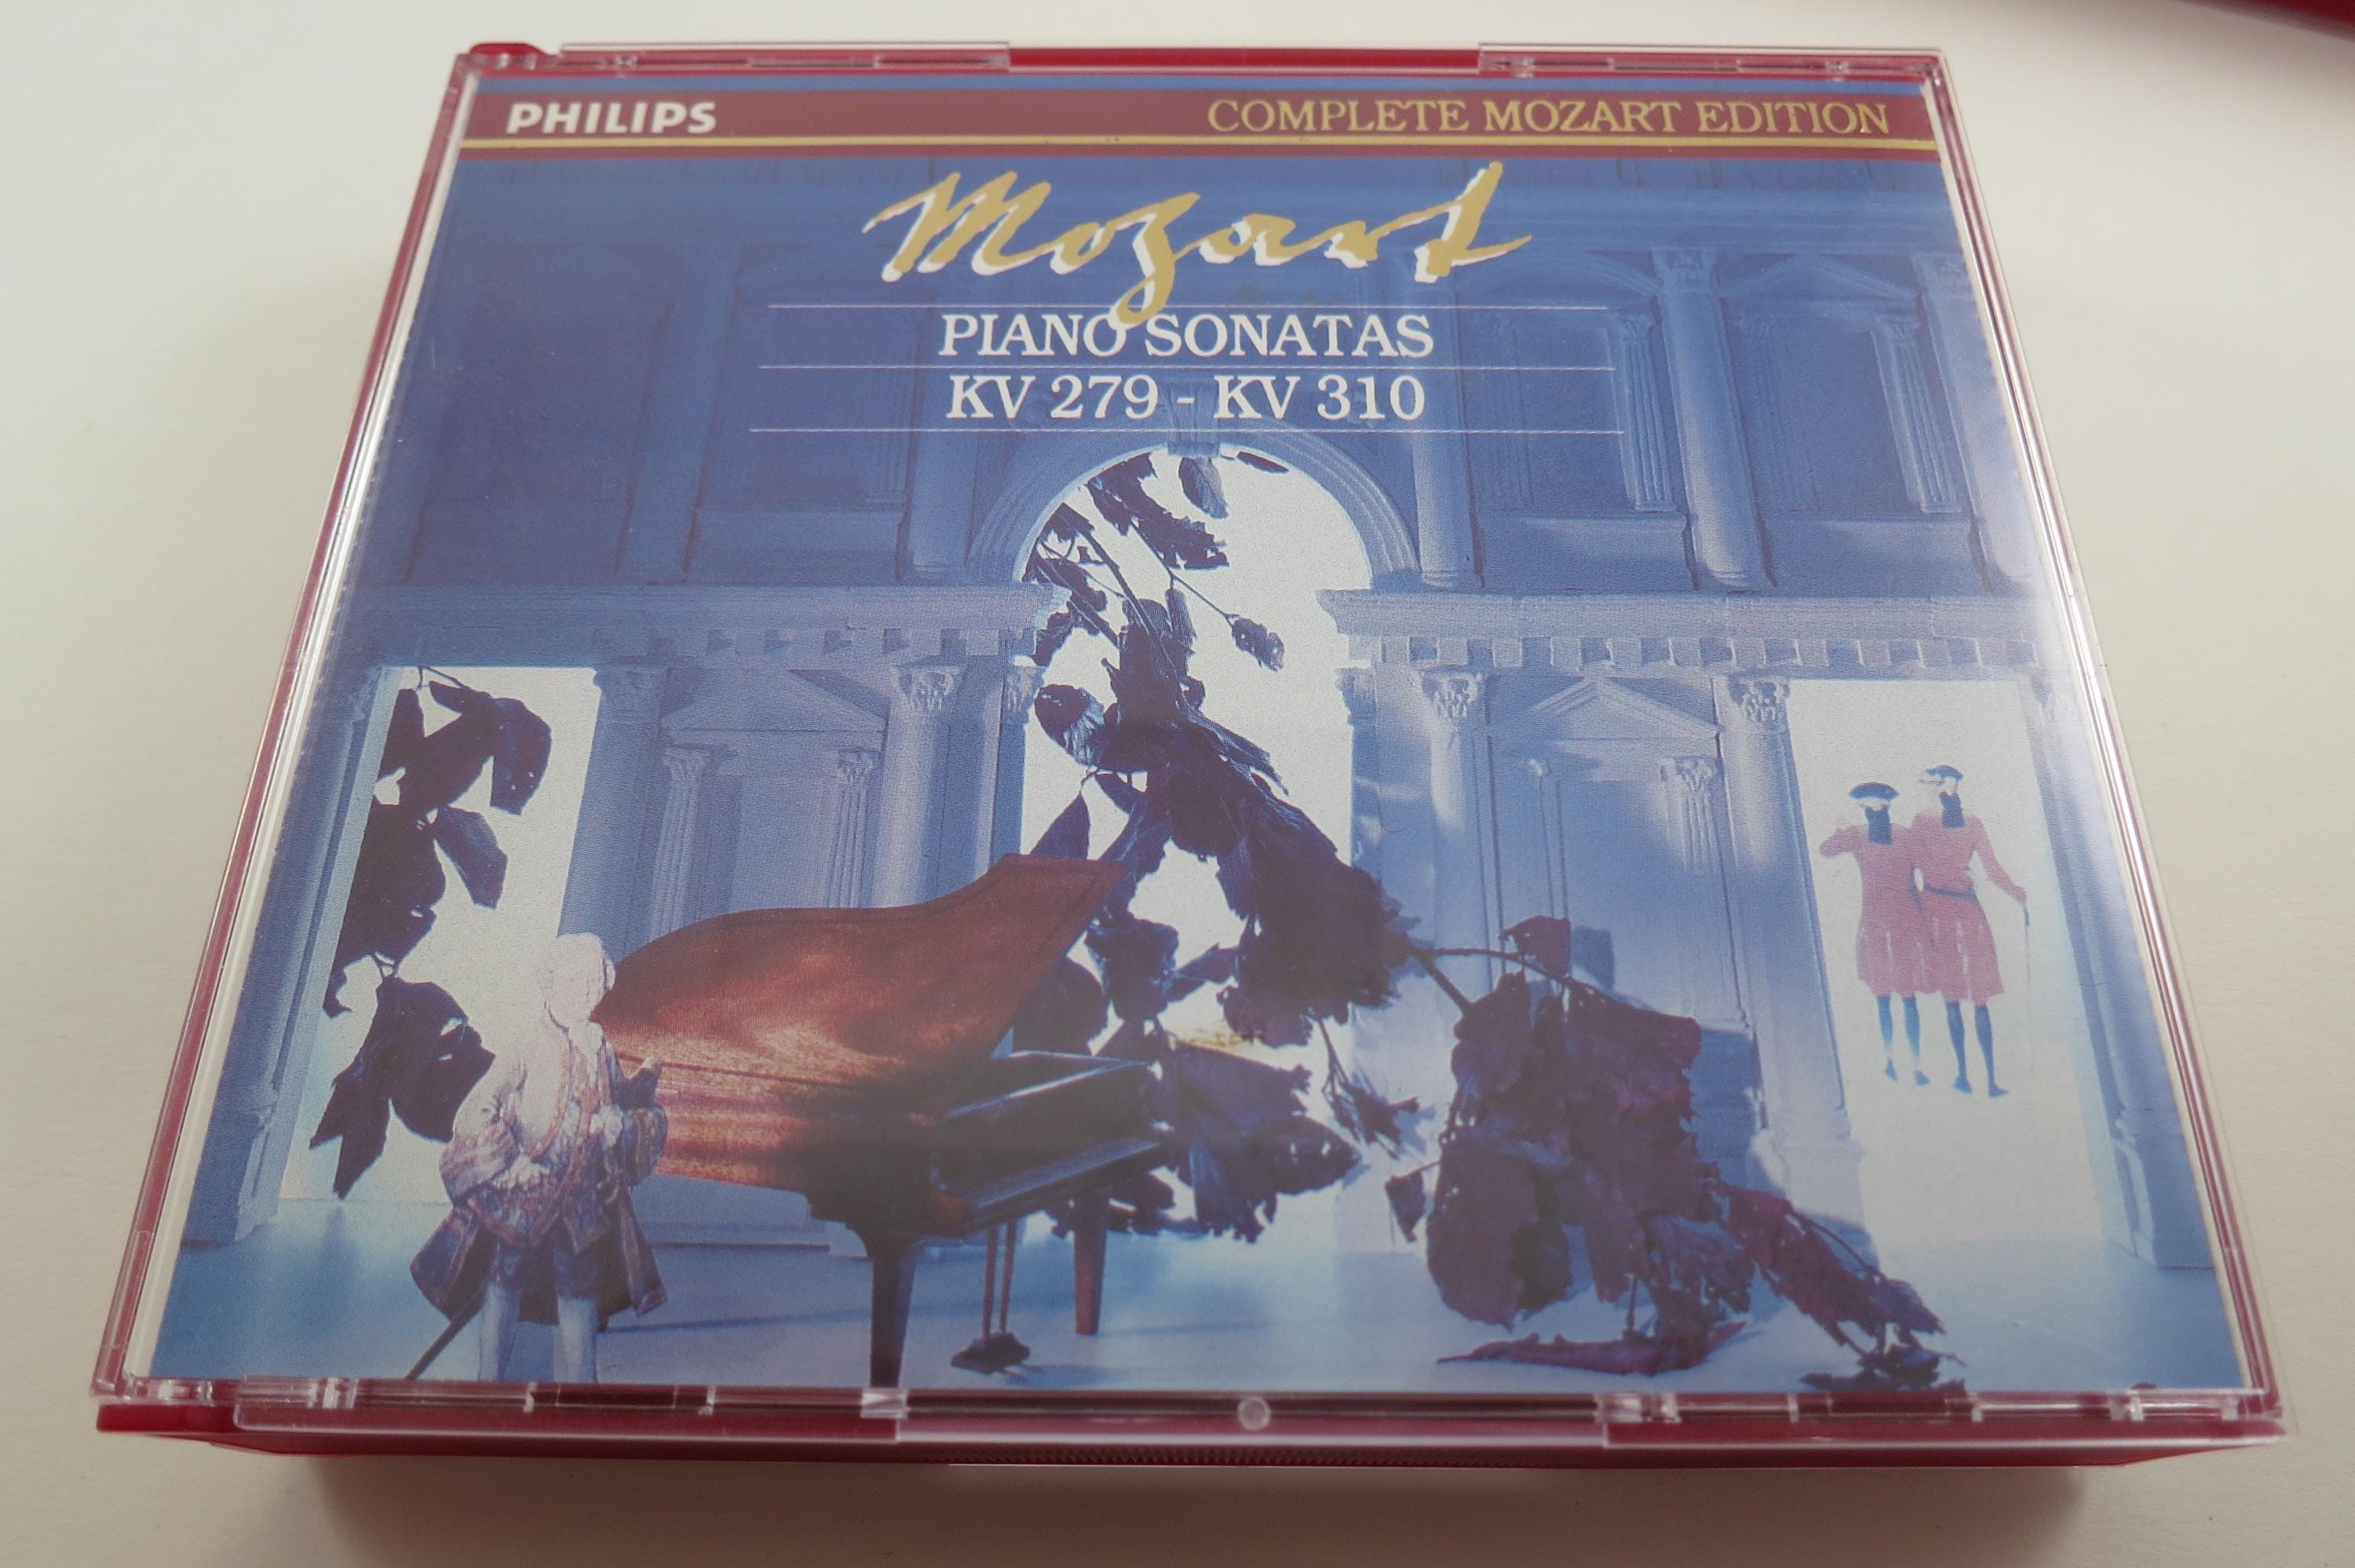 PHILIPS
COMPLETE MOZART EDITION
Mozart
PIANO SONATAS
KV 279 - KV 310